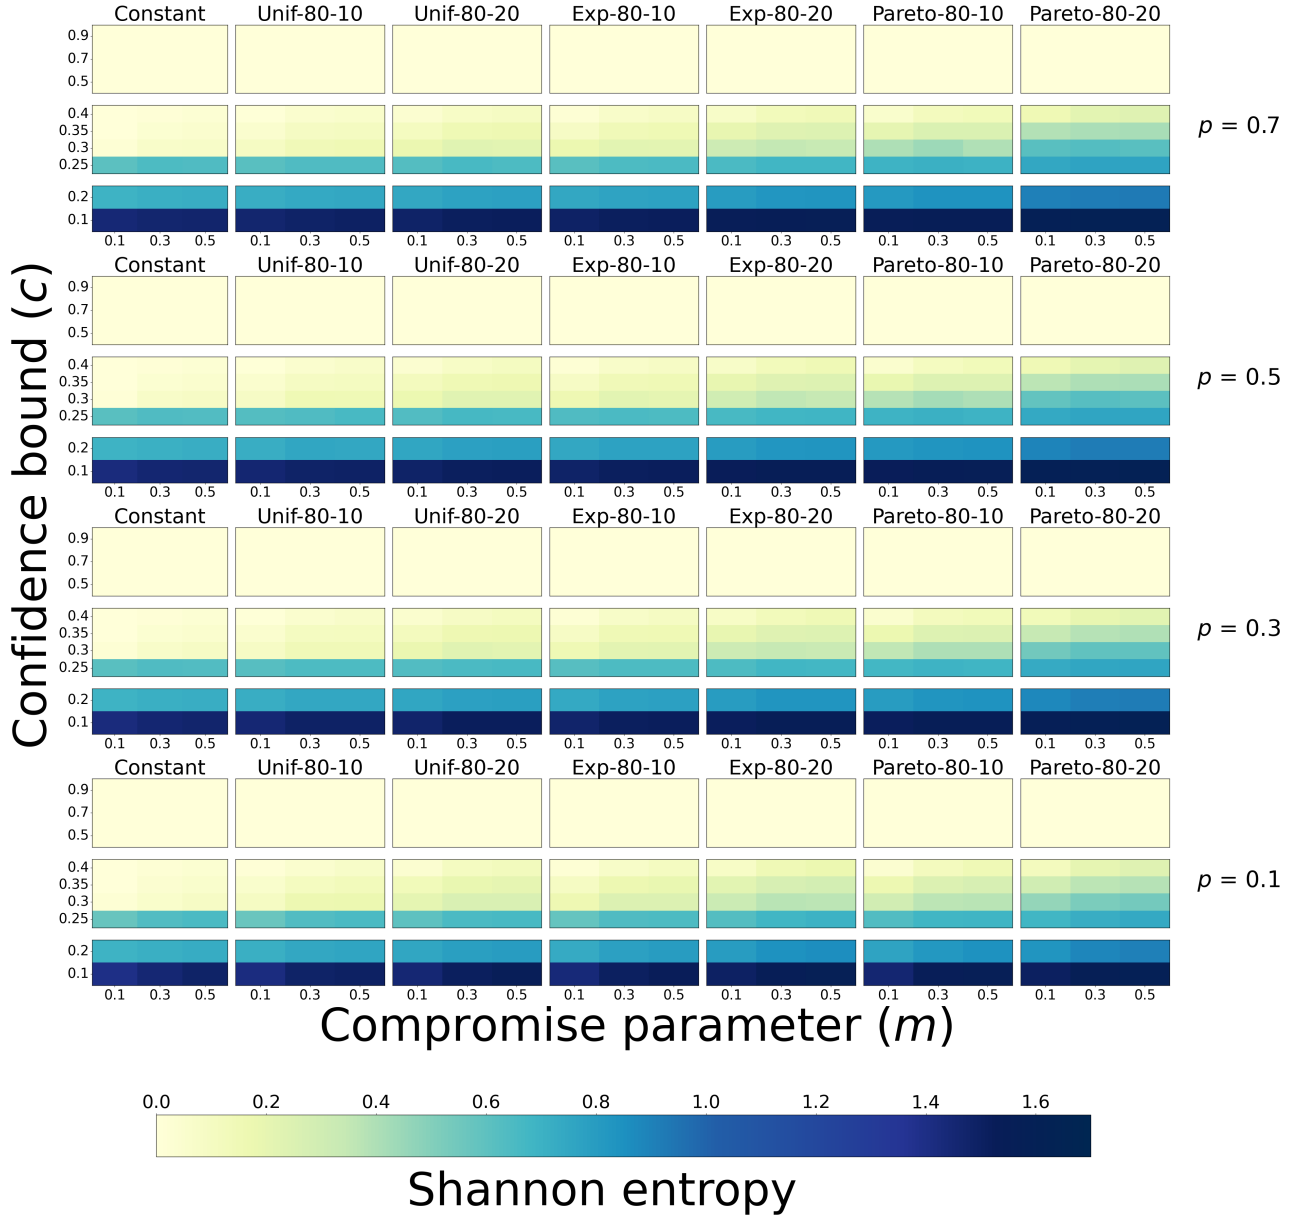 Constant Unif-80-10 Unif-80-20 Exp-80-10 Exp-80-20 Pareto-80-10 Pareto-80-20
0.9
0.7
0.5
0.4
0.35
0.3
0.25
p = 0.7
0.2
0.1
0.1 0.3 0.5 0.1 0.3 0.5 0.1 0.3 0.5 0.1 0.3 0.5 0.1 0.3 0.5 0.1 0.3 0.5 0.1 0.3 0.5
Constant Unif-80-10 Unif-80-20 Exp-80-10 Exp-80-20 Pareto-80-10 Pareto-80-20
0.9
0.7
0.5
0.4
0.35
0.3
0.25
p = 0.5
0.2
0.1
0.1 0.3 0.5 0.1 0.3 0.5 0.1 0.3 0.5 0.1 0.3 0.5 0.1 0.3 0.5 0.1 0.3 0.5 0.1 0.3 0.5
Confidence bound (c)
Constant Unif-80-10 Unif-80-20 Exp-80-10 Exp-80-20 Pareto-80-10 Pareto-80-20
0.9
0.7
0.5
0.4
0.35
0.3
0.25
p = 0.3
0.2
0.1
0.1 0.3 0.5 0.1 0.3 0.5 0.1 0.3 0.5 0.1 0.3 0.5 0.1 0.3 0.5 0.1 0.3 0.5 0.1 0.3 0.5
Constant Unif-80-10 Unif-80-20 Exp-80-10 Exp-80-20 Pareto-80-10 Pareto-80-20
0.9
0.7
0.5
0.4
0.35
0.3
0.25
p = 0.1
0.2
0.1
0.1 0.3 0.5 0.1 0.3 0.5 0.1 0.3 0.5 0.1 0.3 0.5 0.1 0.3 0.5 0.1 0.3 0.5 0.1 0.3 0.5
Compromise parameter (m)
0.0 0.2 0.4 0.6 0.8 1.0 1.2 1.4 1.6
Shannon entropy